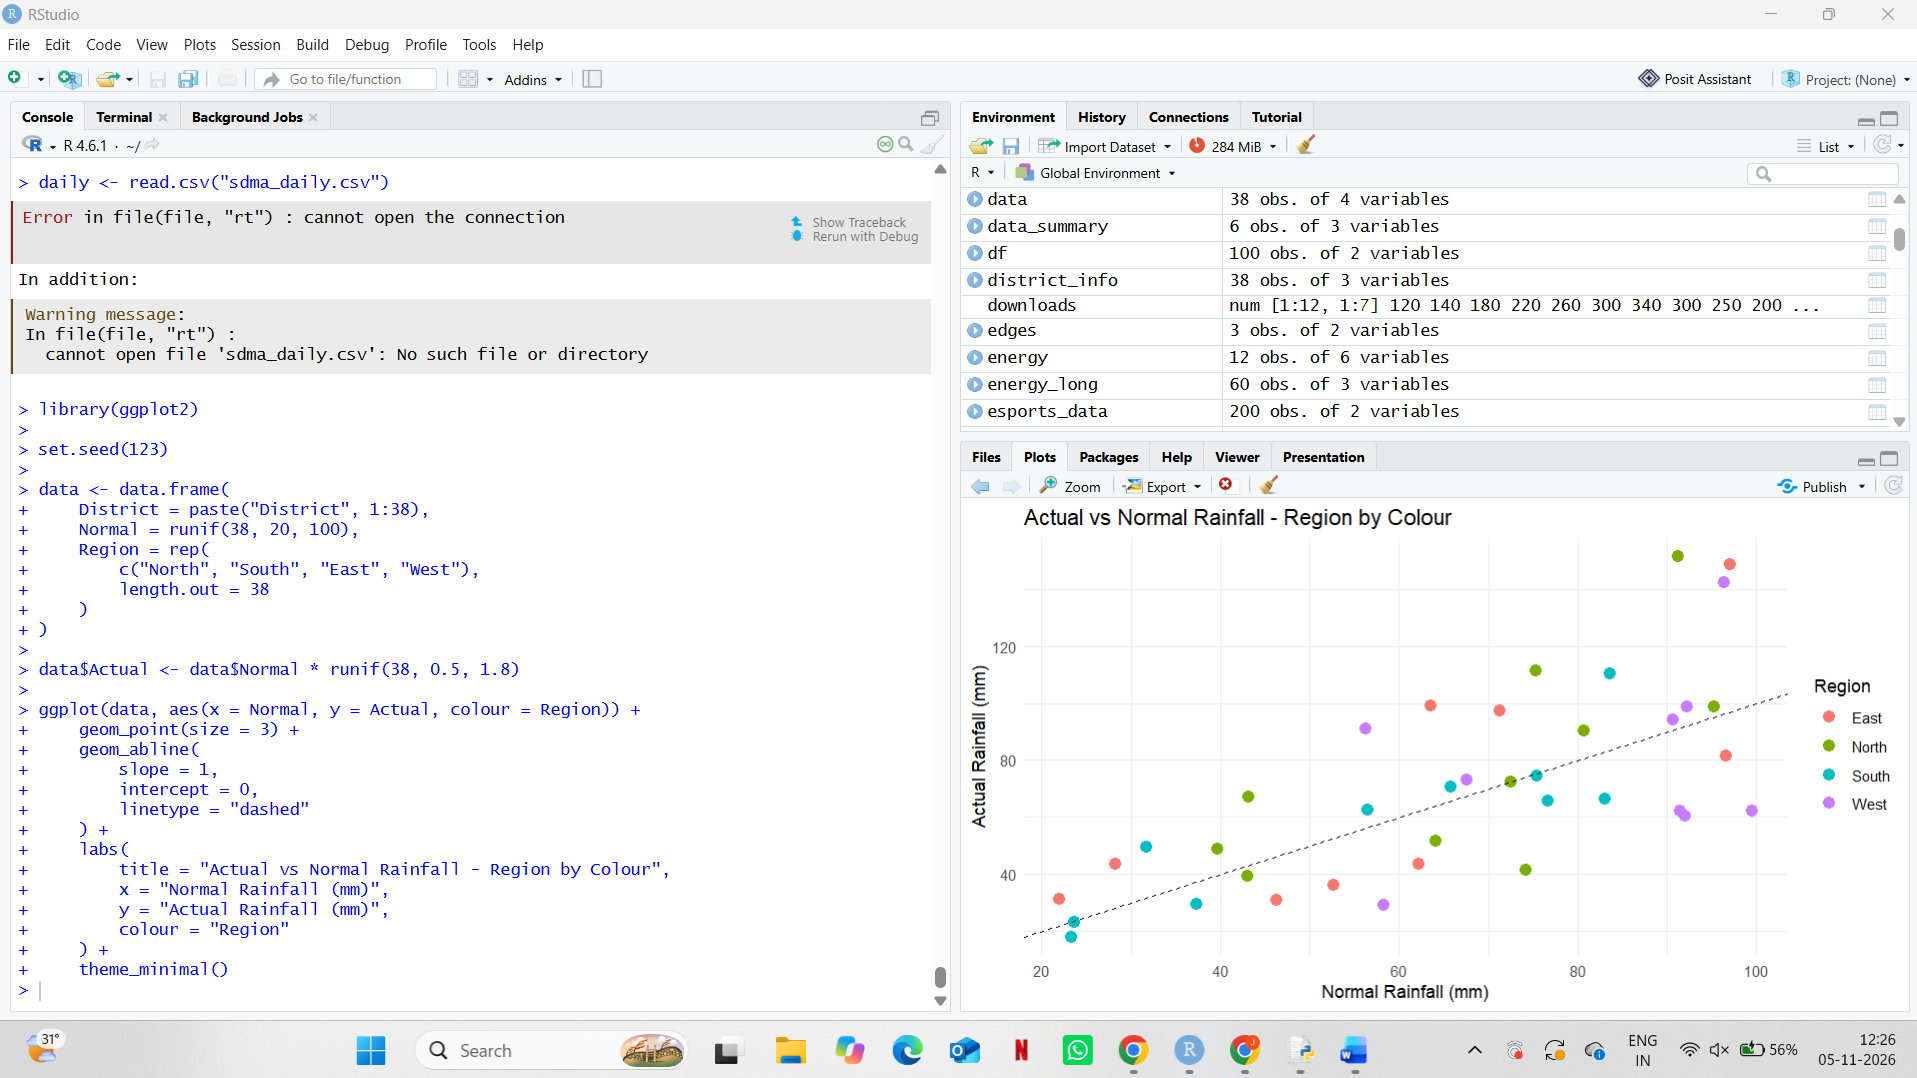 RStudio
File Edit Code View Plots Session Build Debug Profile Tools Help
Go to file/function Addins Posit Assistant Project: (None)
Console Terminal Background Jobs
R 4.6.1 · ~/
> daily <- read.csv("sdma_daily.csv")
Error in file(file, "rt") : cannot open the connection
Show Traceback
Rerun with Debug
In addition:
Warning message:
In file(file, "rt") :
  cannot open file 'sdma_daily.csv': No such file or directory
> library(ggplot2)
>
> set.seed(123)
>
> data <- data.frame(
+     District = paste("District", 1:38),
+     Normal = runif(38, 20, 100),
+     Region = rep(
+         c("North", "South", "East", "West"),
+         length.out = 38
+     )
+ )
>
> data$Actual <- data$Normal * runif(38, 0.5, 1.8)
>
> ggplot(data, aes(x = Normal, y = Actual, colour = Region)) +
+     geom_point(size = 3) +
+     geom_abline(
+         slope = 1,
+         intercept = 0,
+         linetype = "dashed"
+     ) +
+     labs(
+         title = "Actual vs Normal Rainfall - Region by Colour",
+         x = "Normal Rainfall (mm)",
+         y = "Actual Rainfall (mm)",
+         colour = "Region"
+     ) +
+     theme_minimal()
>
Environment History Connections Tutorial
Import Dataset 284 MiB List
R Global Environment
data 38 obs. of 4 variables
data_summary 6 obs. of 3 variables
df 100 obs. of 2 variables
district_info 38 obs. of 3 variables
downloads num [1:12, 1:7] 120 140 180 220 260 300 340 300 250 200 ...
edges 3 obs. of 2 variables
energy 12 obs. of 6 variables
energy_long 60 obs. of 3 variables
esports_data 200 obs. of 2 variables
Files Plots Packages Help Viewer Presentation
Zoom Export Publish
Actual vs Normal Rainfall - Region by Colour
Actual Rainfall (mm)
120
80
40
20 40 60 80 100
Normal Rainfall (mm)
Region
East
North
South
West
31°
Search
ENG
IN
56%
12:26
05-11-2026